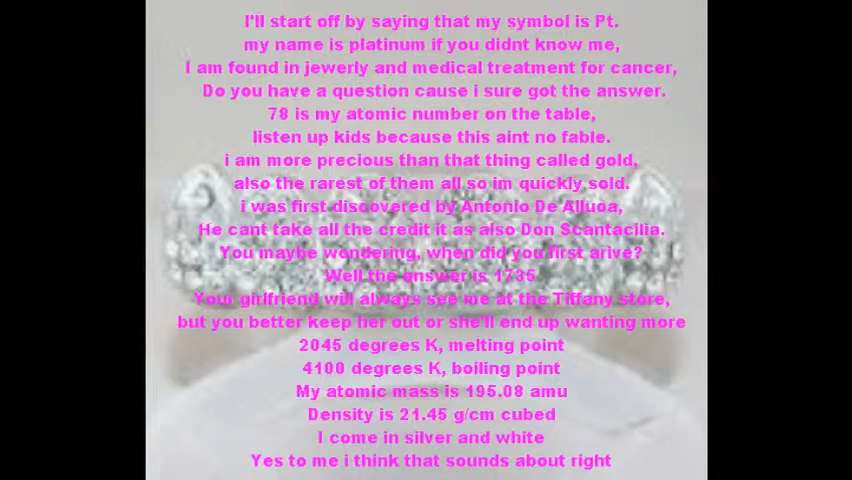 I'll start off by saying that my symbol is Pt.
my name is platinum if you didnt know me,
I am found in jewerly and medical treatment for cancer,
Do you have a question cause i sure got the answer.
78 is my atomic number on the table,
listen up kids because this aint no fable.
i am more precious than that thing called gold,
also the rarest of them all so im quickly sold.
i was first discovered by Antonio De Alluoa,
He cant take all the credit it as also Don Scantacilia.
You maybe wondering, when did you first arive?
Well the answer is 1735
Your girlfriend will always see me at the Tiffany store,
but you better keep her out or she'll end up wanting more
2045 degrees K, melting point
4100 degrees K, boiling point
My atomic mass is 195.08 amu
Density is 21.45 g/cm cubed
I come in silver and white
Yes to me i think that sounds about right